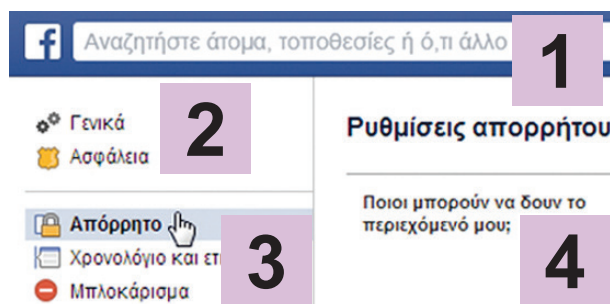 f Αναζητήστε άτομα, τοποθεσίες ή ό,τι άλλο
1
Γενικά
2
Ασφάλεια
Ρυθμίσεις απορρήτου
Απόρρητο
Χρονολόγιο και
Μπλοκάρισμα
3
Ποιοι μπορούν να δουν το
περιεχόμενό μου;
4